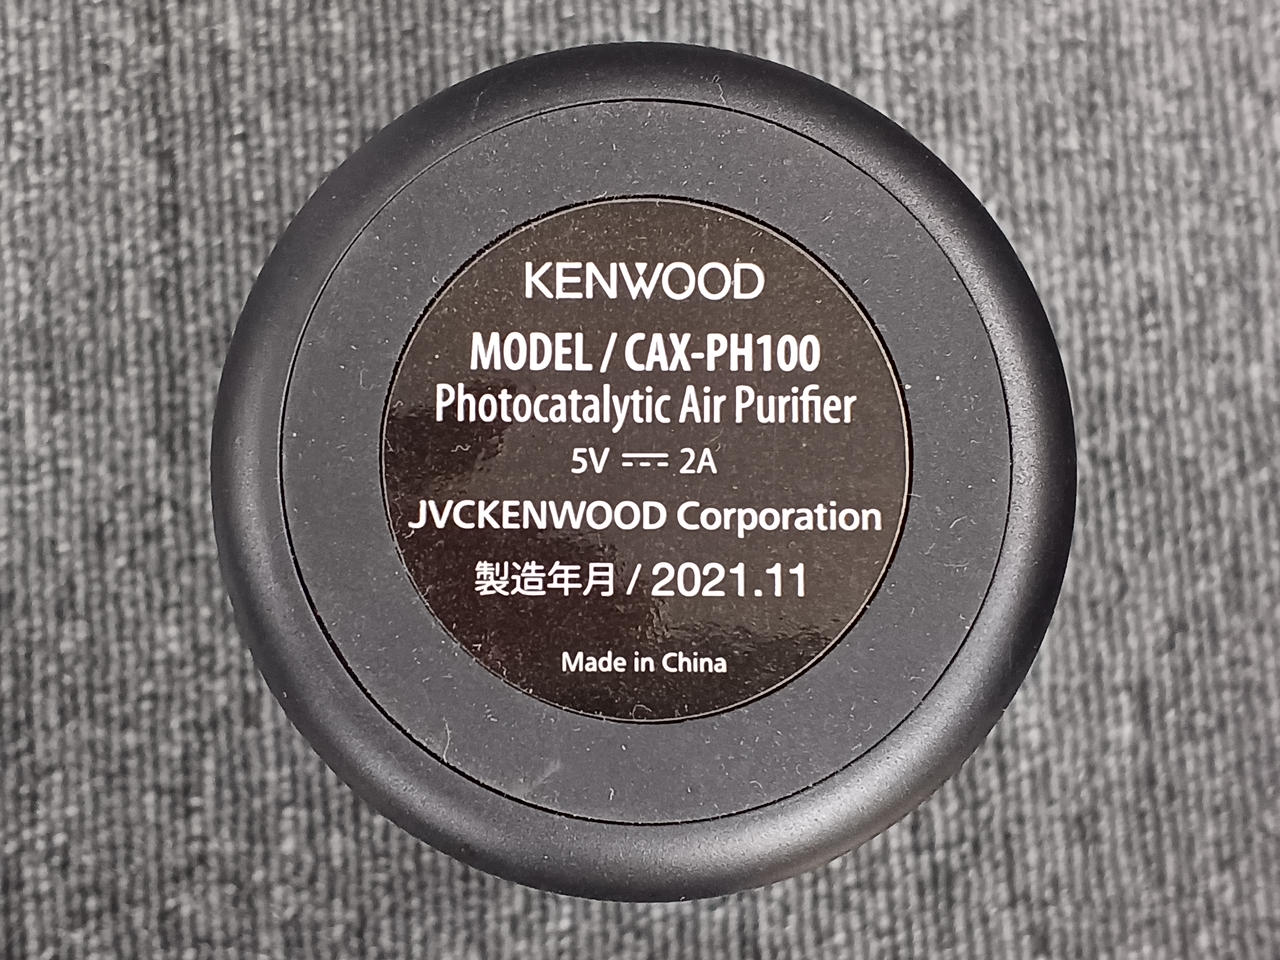 KENWOOD
MODEL / CAX-PH100
Photocatalytic Air Purifier
5V ⎓ 2A
JVCKENWOOD Corporation
製造年月 / 2021.11
Made in China